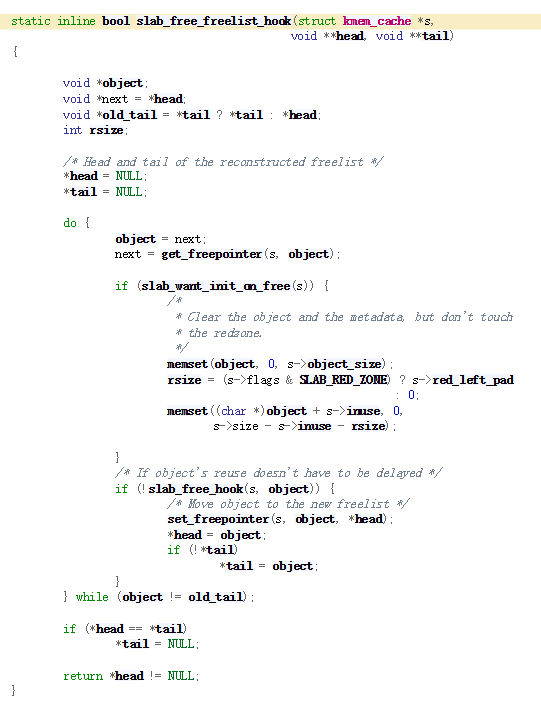 static inline bool slab_free_freelist_hook(struct kmem_cache *s,
void **head, void **tail)
{
void *object;
void *next = *head;
void *old_tail = *tail ? *tail : *head;
int rsize;
/* Head and tail of the reconstructed freelist */
*head = NULL;
*tail = NULL;
do {
object = next;
next = get_freepointer(s, object);
if (slab_want_init_on_free(s)) {
/*
* Clear the object and the metadata, but don't touch
* the redzone.
*/
memset(object, 0, s->object_size);
rsize = (s->flags & SLAB_RED_ZONE) ? s->red_left_pad
: 0;
memset((char *)object + s->inuse, 0,
s->size - s->inuse - rsize);
}
/* If object's reuse doesn't have to be delayed */
if (!slab_free_hook(s, object)) {
/* Move object to the new freelist */
set_freepointer(s, object, *head);
*head = object;
if (!*tail)
*tail = object;
}
} while (object != old_tail);
if (*head == *tail)
*tail = NULL;
return *head != NULL;
}